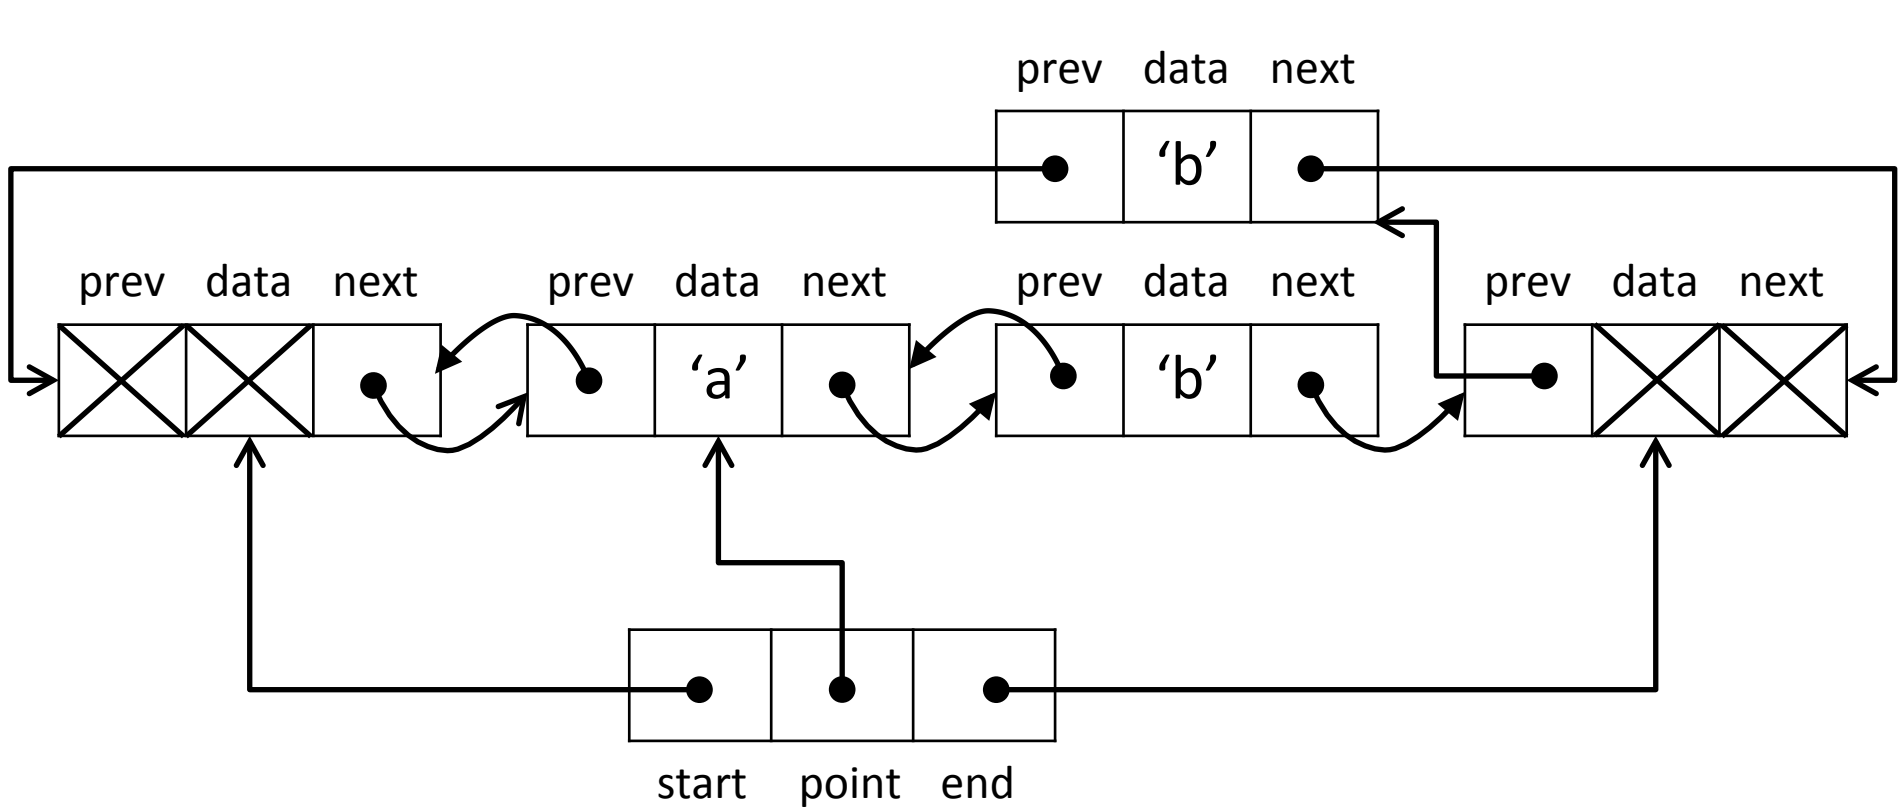 prev data next
‘b’
prev data next prev data next prev data next prev data next
‘a’ ‘b’
start point end